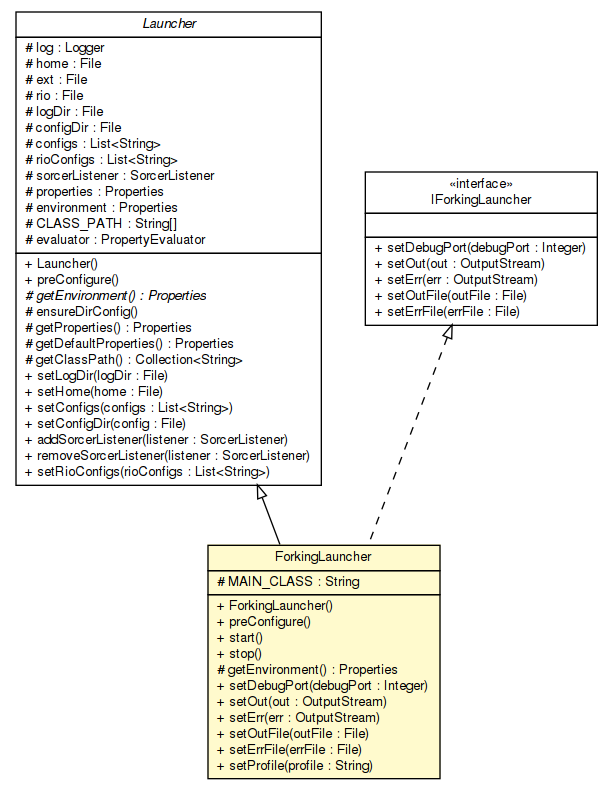 Launcher
# log : Logger
# home : File
# ext : File
# rio : File
# logDir : File
# configDir : File
# configs : List<String>
# rioConfigs : List<String>
# sorcerListener : SorcerListener
# properties : Properties
# environment : Properties
# CLASS_PATH : String[]
# evaluator : PropertyEvaluator
+ Launcher()
+ preConfigure()
# getEnvironment() : Properties
# ensureDirConfig()
# getProperties() : Properties
# getDefaultProperties() : Properties
# getClassPath() : Collection<String>
+ setLogDir(logDir : File)
+ setHome(home : File)
+ setConfigs(configs : List<String>)
+ setConfigDir(config : File)
+ addSorcerListener(listener : SorcerListener)
+ removeSorcerListener(listener : SorcerListener)
+ setRioConfigs(rioConfigs : List<String>)
«interface»
IForkingLauncher
+ setDebugPort(debugPort : Integer)
+ setOut(out : OutputStream)
+ setErr(err : OutputStream)
+ setOutFile(outFile : File)
+ setErrFile(errFile : File)
ForkingLauncher
# MAIN_CLASS : String
+ ForkingLauncher()
+ preConfigure()
+ start()
+ stop()
# getEnvironment() : Properties
+ setDebugPort(debugPort : Integer)
+ setOut(out : OutputStream)
+ setErr(err : OutputStream)
+ setOutFile(outFile : File)
+ setErrFile(errFile : File)
+ setProfile(profile : String)